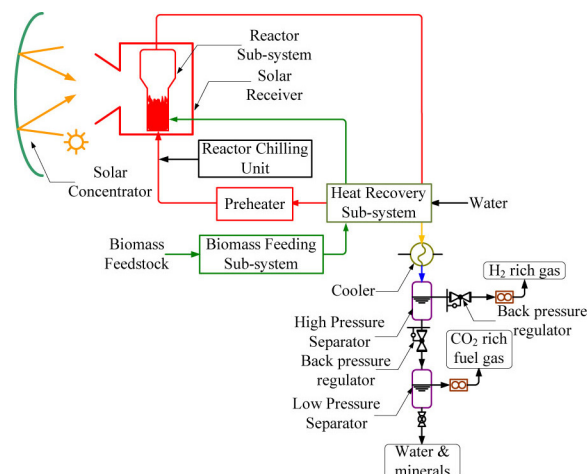 Reactor
Sub-system
Solar
Receiver
Reactor Chilling
Unit
Solar
Concentrator
Preheater
Heat Recovery
Sub-system
Water
Biomass
Feedstock
Biomass Feeding
Sub-system
Cooler
H2 rich gas
High Pressure
Separator
Back pressure
regulator
Back pressure
regulator
CO2 rich
fuel gas
Low Pressure
Separator
Water &
minerals